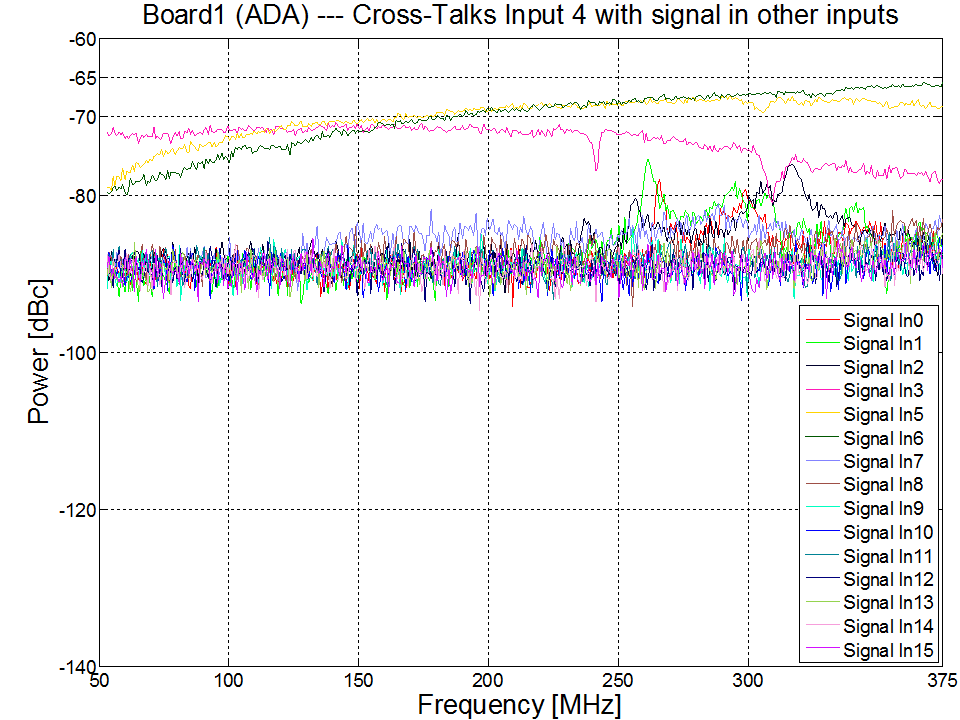 Board1 (ADA) --- Cross-Talks Input 4 with signal in other inputs
-60
-65
-70
-80
-100
-120
-140
Power [dBc]
50
100
150
200
250
300
375
Frequency [MHz]
Signal In0
Signal In1
Signal In2
Signal In3
Signal In5
Signal In6
Signal In7
Signal In8
Signal In9
Signal In10
Signal In11
Signal In12
Signal In13
Signal In14
Signal In15